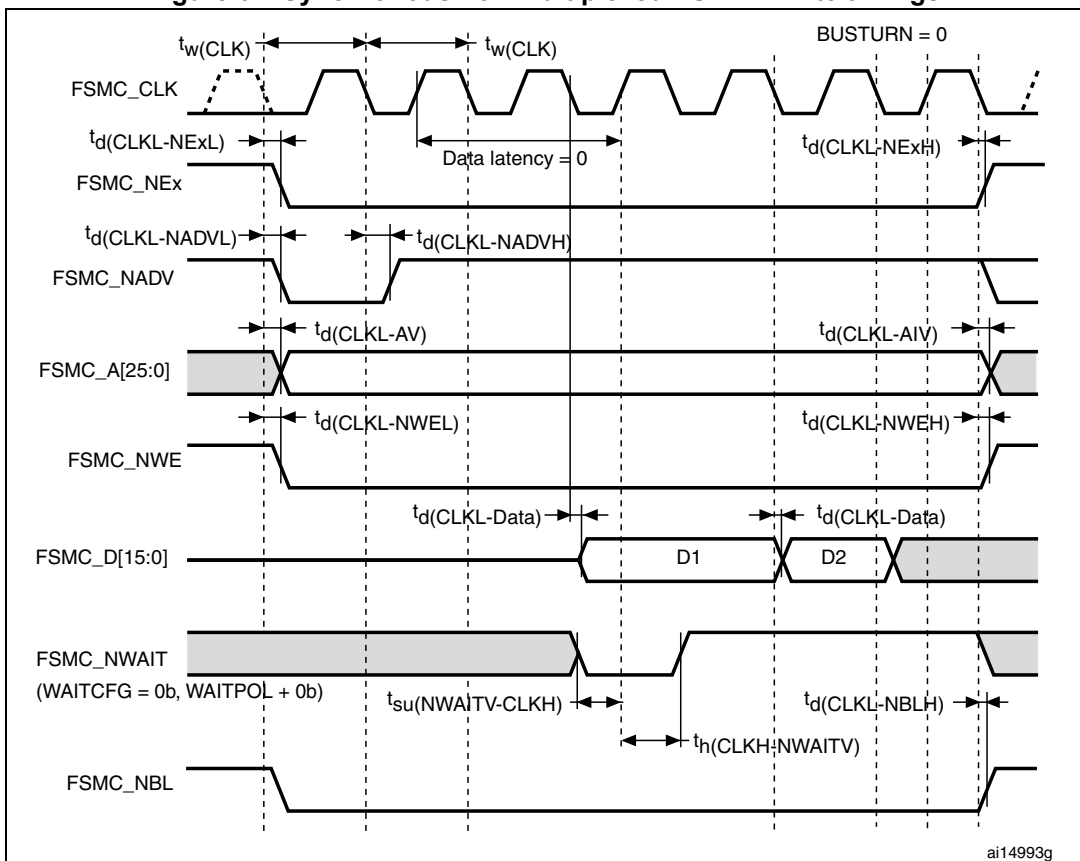 BUSTURN = 0
tw(CLK)
tw(CLK)
FSMC_CLK
td(CLKL-NExL)
Data latency = 0
td(CLKL-NExH)
FSMC_NEx
td(CLKL-NADVL)
td(CLKL-NADVH)
FSMC_NADV
td(CLKL-AV)
td(CLKL-AIV)
FSMC_A[25:0]
td(CLKL-NWEL)
td(CLKL-NWEH)
FSMC_NWE
td(CLKL-Data)
td(CLKL-Data)
FSMC_D[15:0]
D1
D2
FSMC_NWAIT
(WAITCFG = 0b, WAITPOL + 0b)
tsu(NWAITV-CLKH)
td(CLKL-NBLH)
th(CLKH-NWAITV)
FSMC_NBL
ai14993g